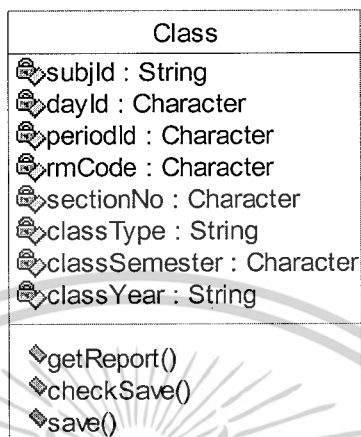 Class
subjId : String
dayId : Character
periodId : Character
rmCode : Character
sectionNo : Character
classType : String
classSemester : Character
classYear : String
getReport()
checkSave()
save()